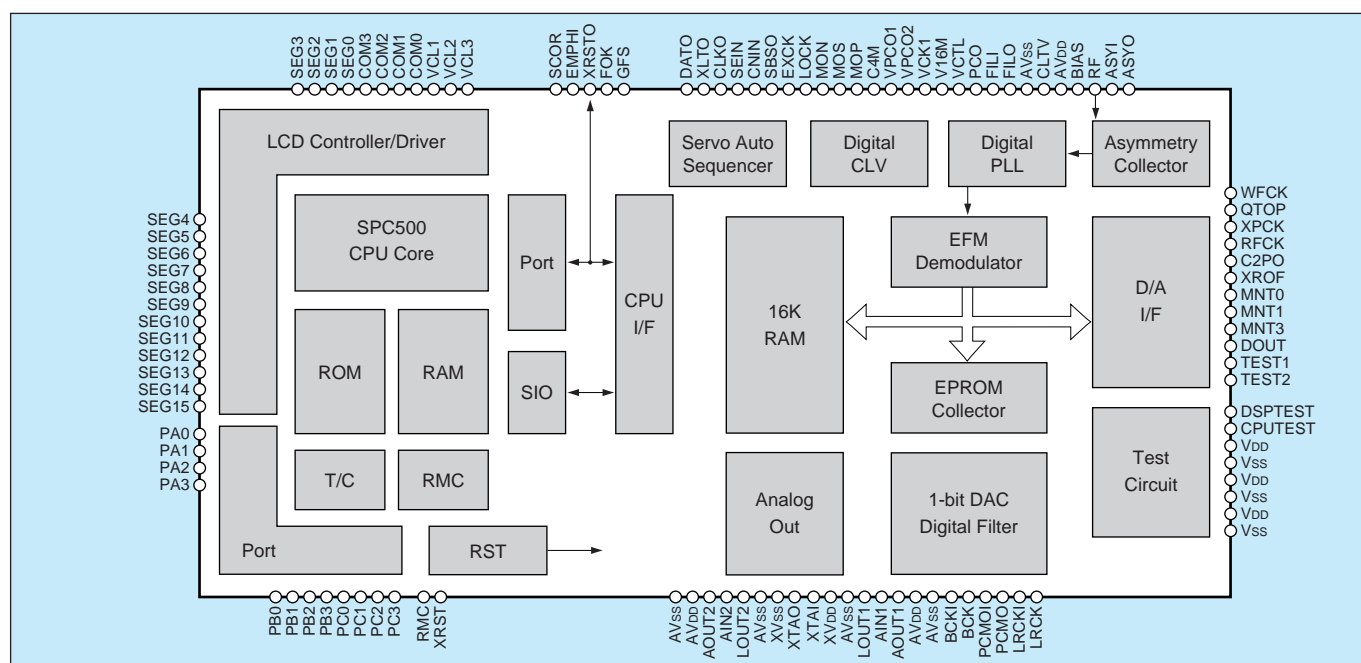 SEG3
SEG2
SEG1
SEG0
COM3
COM2
COM1
COM0
VCL1
VCL2
VCL3
SCOR
EMPHI
XRSTO
FOK
GFS
DATO
XLTO
CLKO
SEIN
CNIN
SBSO
EXCK
LOCK
MON
MOS
MOP
C4M
VPCO1
VPCO2
VCK1
V16M
VCTL
PCO
FILI
FILO
AVSS
CLTV
AVDD
BIAS
RF
ASYI
ASYO
LCD Controller/Driver
Servo Auto
Sequencer
Digital
CLV
Digital
PLL
Asymmetry
Collector
SPC500
CPU Core
Port
CPU
I/F
16K
RAM
EFM
Demodulator
D/A
I/F
ROM
RAM
SIO
EPROM
Collector
T/C
RMC
Analog
Out
1-bit DAC
Digital Filter
Test
Circuit
Port
RST
SEG4
SEG5
SEG6
SEG7
SEG8
SEG9
SEG10
SEG11
SEG12
SEG13
SEG14
SEG15
PA0
PA1
PA2
PA3
WFCK
QTOP
XPCK
RFCK
C2PO
XROF
MNT0
MNT1
MNT3
DOUT
TEST1
TEST2
DSPTEST
CPUTEST
VDD
VSS
VDD
VSS
VDD
VSS
PB0
PB1
PB2
PB3
PC0
PC1
PC2
PC3
RMC
XRST
AVSS
AVDD
AOUT2
AIN2
LOUT2
AVSS
XVSS
XTAO
XTAI
XVDD
AVSS
LOUT1
AIN1
AOUT1
AVDD
AVSS
BCKI
BCK
PCMOI
PCMO
LRCKI
LRCK